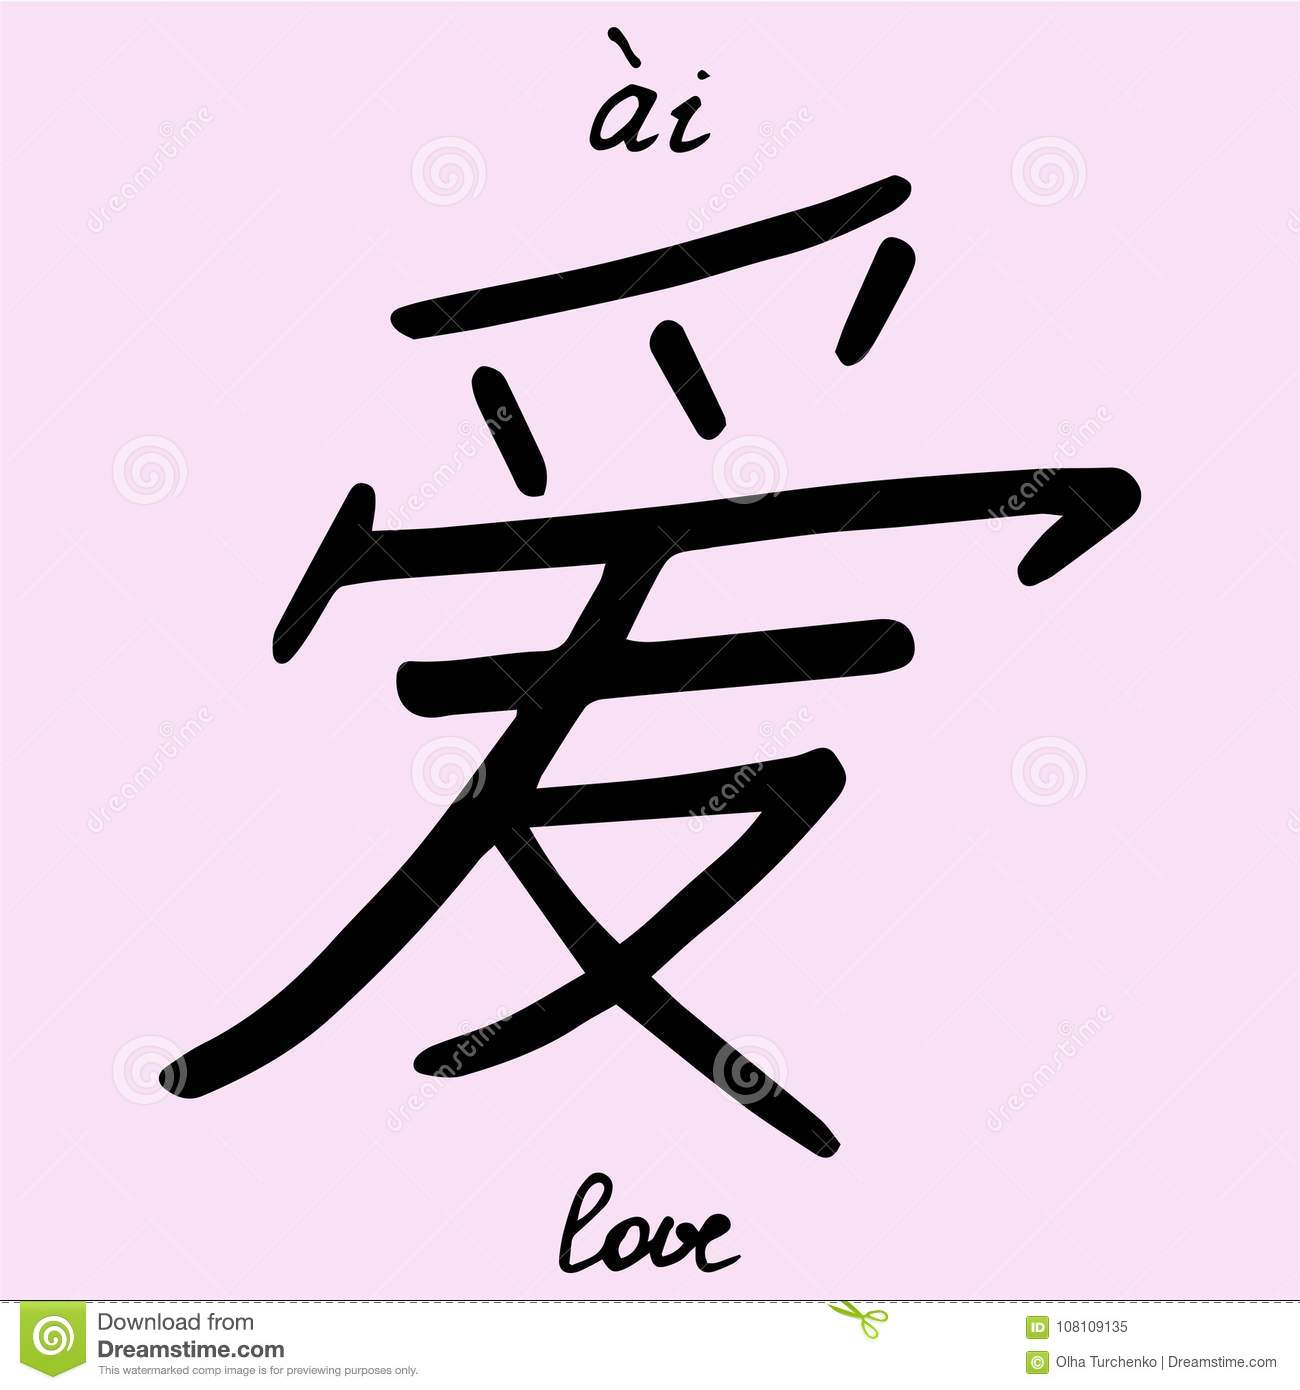 ài
爱
love
Download from
Dreamstime.com
This watermarked comp image is for previewing purposes only.
ID 108109135
© Olha Turchenko | Dreamstime.com
dreamstime